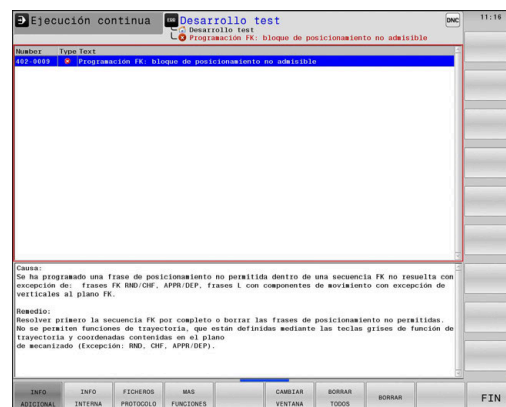 Ejecución continua
ERR Desarrollo test
DNC
11:16
Desarrollo test
Programación FK: bloque de posicionamiento no admisible
Number Type Text
402-0009 Programación FK: bloque de posicionamiento no admisible
Causa:
Se ha programado una frase de posicionamiento no permitida dentro de una secuencia FK no resuelta con
excepción de: frases FK RND/CHF, APPR/DEP, frases L con componentes de movimiento con excepción de
verticales al plano FK.
Remedio:
Resolver primero la secuencia FK por completo o borrar las frases de posicionamiento no permitidas.
No se permiten funciones de trayectoria, que están definidas mediante las teclas grises de función de
trayectoria y coordenadas contenidas en el plano
de mecanizado (Excepción: RND, CHF, APPR/DEP).
INFO ADICIONAL
INFO INTERNA
FICHEROS PROTOCOLO
MAS FUNCIONES
CAMBIAR VENTANA
BORRAR TODOS
BORRAR
FIN